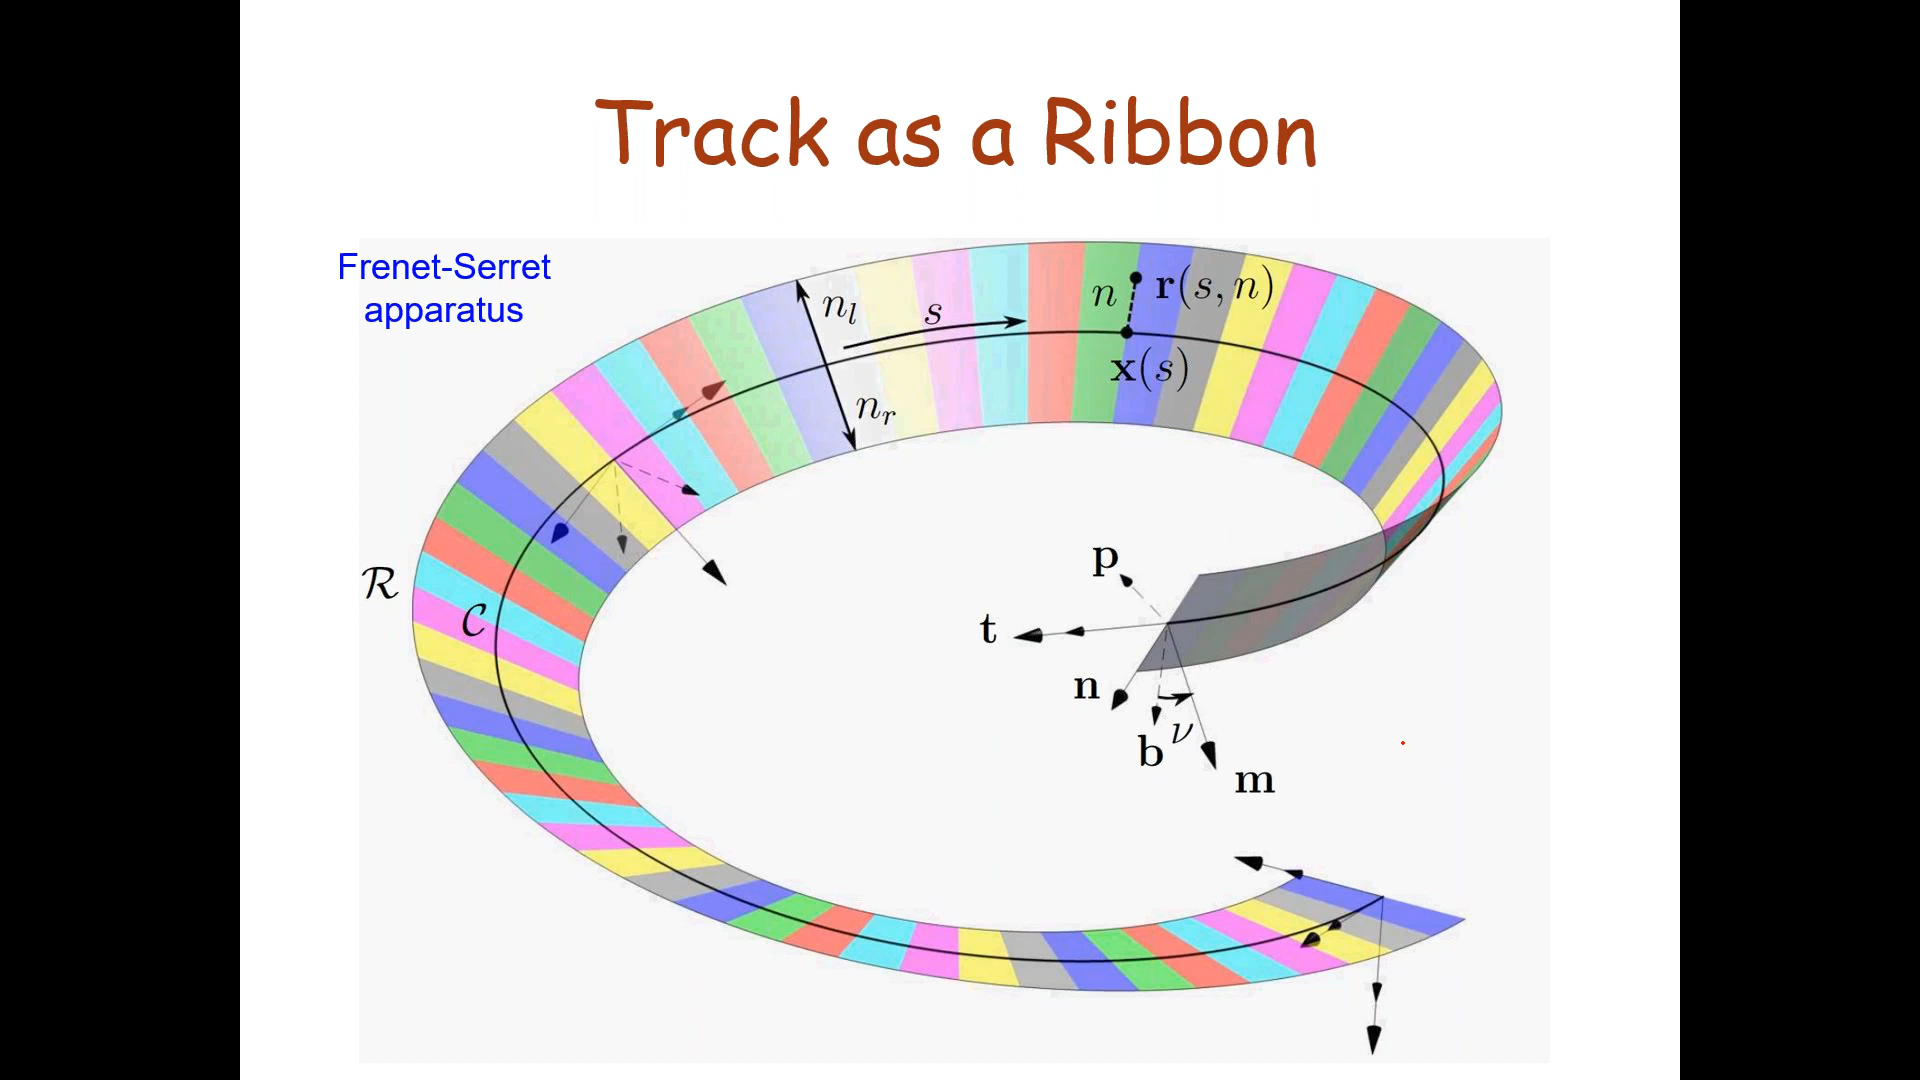 Track as a Ribbon
Frenet-Serret
apparatus
n_l
s
n
r(s, n)
x(s)
n_r
R
C
p
t
n
b
ν
m